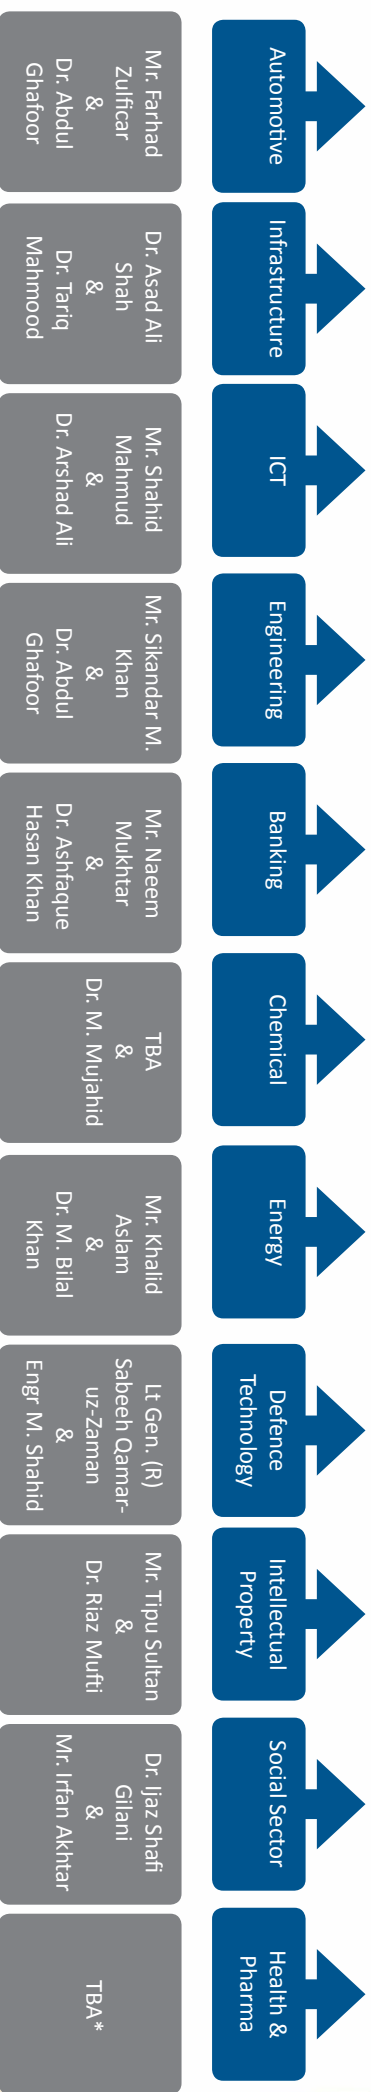 Automotive
Mr. Farhad
Zulficar
&
Dr. Abdul
Ghafoor
Infrastructure
Dr. Asad Ali
Shah
&
Dr. Tariq
Mahmood
ICT
Mr. Shahid
Mahmud
&
Dr. Arshad Ali
Engineering
Mr. Sikandar M.
Khan
&
Dr. Abdul
Ghafoor
Banking
Mr. Naeem
Mukhtar
&
Dr. Ashfaque
Hasan Khan
Chemical
TBA
&
Dr. M. Mujahid
Energy
Mr. Khalid
Aslam
&
Dr. M. Bilal
Khan
Defence
Technology
Lt Gen. (R)
Sabeeh Qamar-
uz-Zaman
&
Engr M. Shahid
Intellectual
Property
Mr. Tipu Sultan
&
Dr. Riaz Mufti
Social Sector
Dr. Ijaz Shafi
Gilani
&
Mr. Irfan Akhtar
Health &
Pharma
TBA*